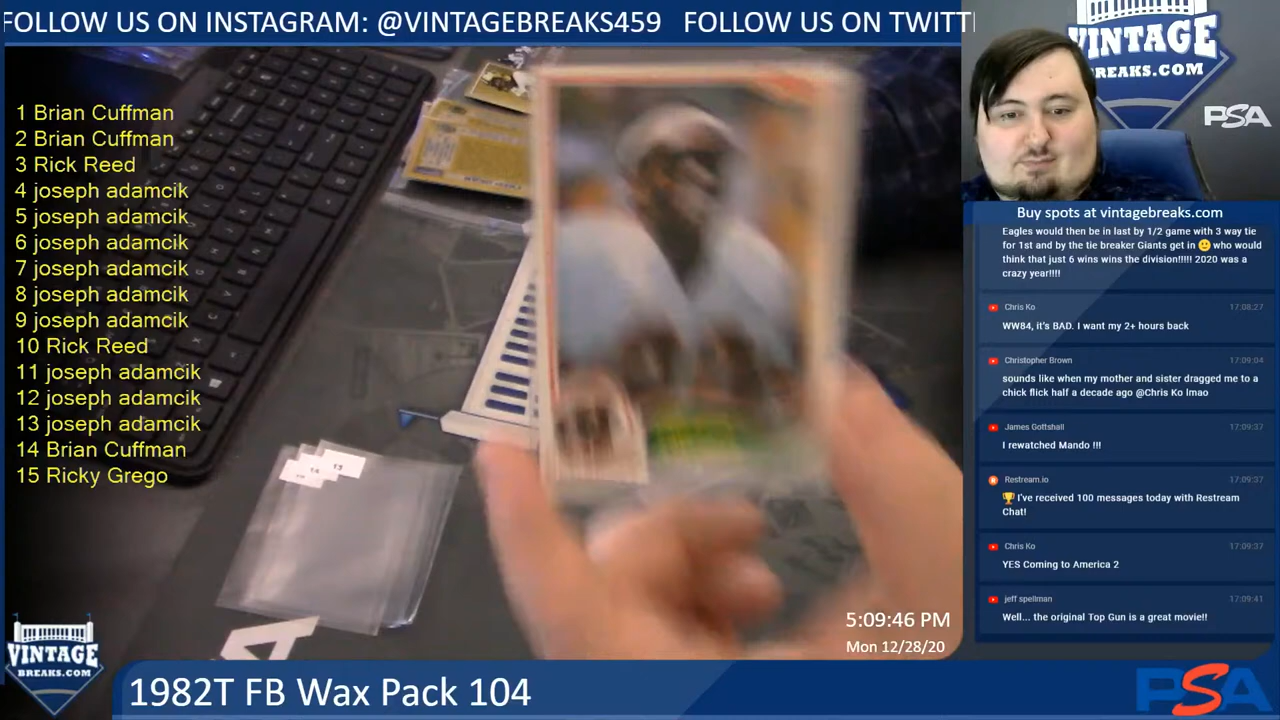 FOLLOW US ON INSTAGRAM: @VINTAGEBREAKS459 FOLLOW US ON TWITT
VINTAGE
BREAKS.COM
PSA
1 Brian Cuffman
2 Brian Cuffman
3 Rick Reed
4 joseph adamcik
5 joseph adamcik
6 joseph adamcik
7 joseph adamcik
8 joseph adamcik
9 joseph adamcik
10 Rick Reed
11 joseph adamcik
12 joseph adamcik
13 joseph adamcik
14 Brian Cuffman
15 Ricky Grego
Buy spots at vintagebreaks.com
Eagles would then be in last by 1/2 game with 3 way tie
for 1st and by the tie breaker Giants get in 🙂 who would
think that just 6 wins wins the division!!!!! 2020 was a
crazy year!!!!
Chris Ko 17:08:27
WW84, it's BAD. I want my 2+ hours back
Christopher Brown 17:09:04
sounds like when my mother and sister dragged me to a
chick flick half a decade ago @Chris Ko lmao
James Gottshall 17:09:37
I rewatched Mando !!!
Restream.io 17:09:37
🏆 I've received 100 messages today with Restream
Chat!
Chris Ko 17:09:37
YES Coming to America 2
jeff spellman 17:09:41
Well... the original Top Gun is a great movie!!
14
13
5:09:46 PM
Mon 12/28/20
VINTAGE
BREAKS.COM
1982T FB Wax Pack 104
PSA